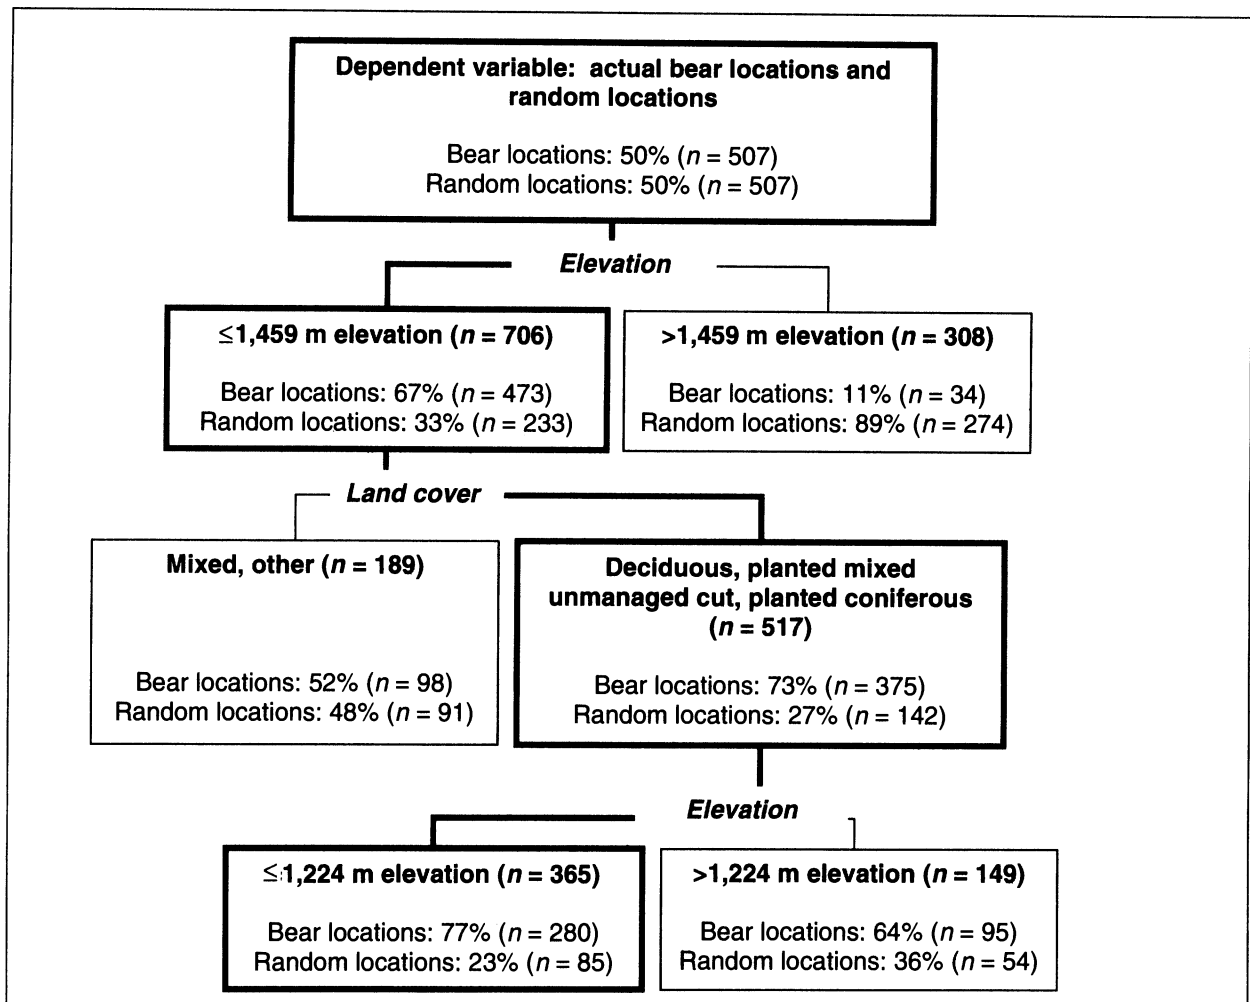 Dependent variable: actual bear locations and
random locations
Bear locations: 50% (n = 507)
Random locations: 50% (n = 507)
Elevation
≤1,459 m elevation (n = 706)
Bear locations: 67% (n = 473)
Random locations: 33% (n = 233)
>1,459 m elevation (n = 308)
Bear locations: 11% (n = 34)
Random locations: 89% (n = 274)
Land cover
Mixed, other (n = 189)
Bear locations: 52% (n = 98)
Random locations: 48% (n = 91)
Deciduous, planted mixed
unmanaged cut, planted coniferous
(n = 517)
Bear locations: 73% (n = 375)
Random locations: 27% (n = 142)
Elevation
≤1,224 m elevation (n = 365)
Bear locations: 77% (n = 280)
Random locations: 23% (n = 85)
>1,224 m elevation (n = 149)
Bear locations: 64% (n = 95)
Random locations: 36% (n = 54)